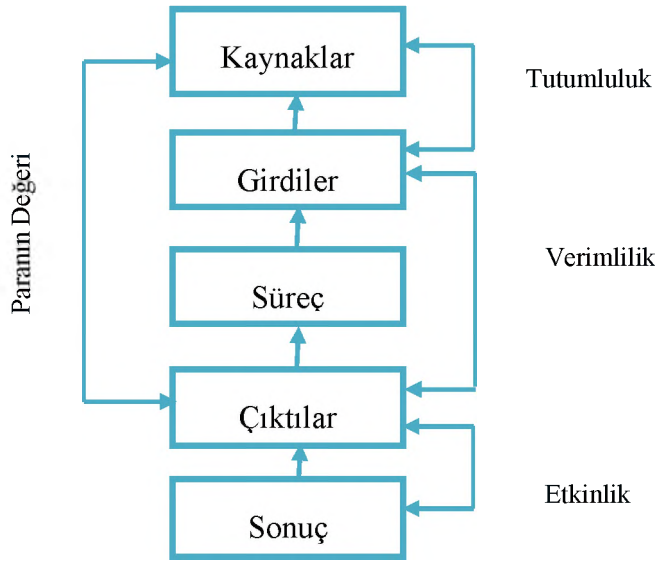 Kaynaklar
Tutumluluk
Girdiler
Paranın Değeri
Verimlilik
Süreç
Çıktılar
Etkinlik
Sonuç